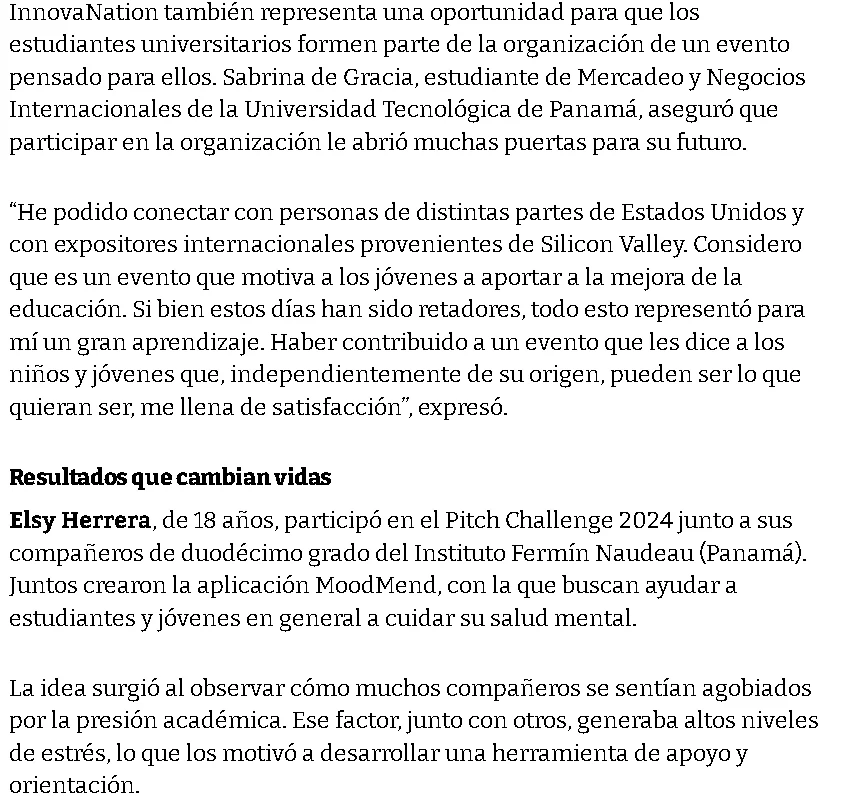 InnovaNation también representa una oportunidad para que los
estudiantes universitarios formen parte de la organización de un evento
pensado para ellos. Sabrina de Gracia, estudiante de Mercadeo y Negocios
Internacionales de la Universidad Tecnológica de Panamá, aseguró que
participar en la organización le abrió muchas puertas para su futuro.
“He podido conectar con personas de distintas partes de Estados Unidos y
con expositores internacionales provenientes de Silicon Valley. Considero
que es un evento que motiva a los jóvenes a aportar a la mejora de la
educación. Si bien estos días han sido retadores, todo esto representó para
mí un gran aprendizaje. Haber contribuido a un evento que les dice a los
niños y jóvenes que, independientemente de su origen, pueden ser lo que
quieran ser, me llena de satisfacción”, expresó.
Resultados que cambian vidas
Elsy Herrera, de 18 años, participó en el Pitch Challenge 2024 junto a sus
compañeros de duodécimo grado del Instituto Fermín Naudeau (Panamá).
Juntos crearon la aplicación MoodMend, con la que buscan ayudar a
estudiantes y jóvenes en general a cuidar su salud mental.
La idea surgió al observar cómo muchos compañeros se sentían agobiados
por la presión académica. Ese factor, junto con otros, generaba altos niveles
de estrés, lo que los motivó a desarrollar una herramienta de apoyo y
orientación.